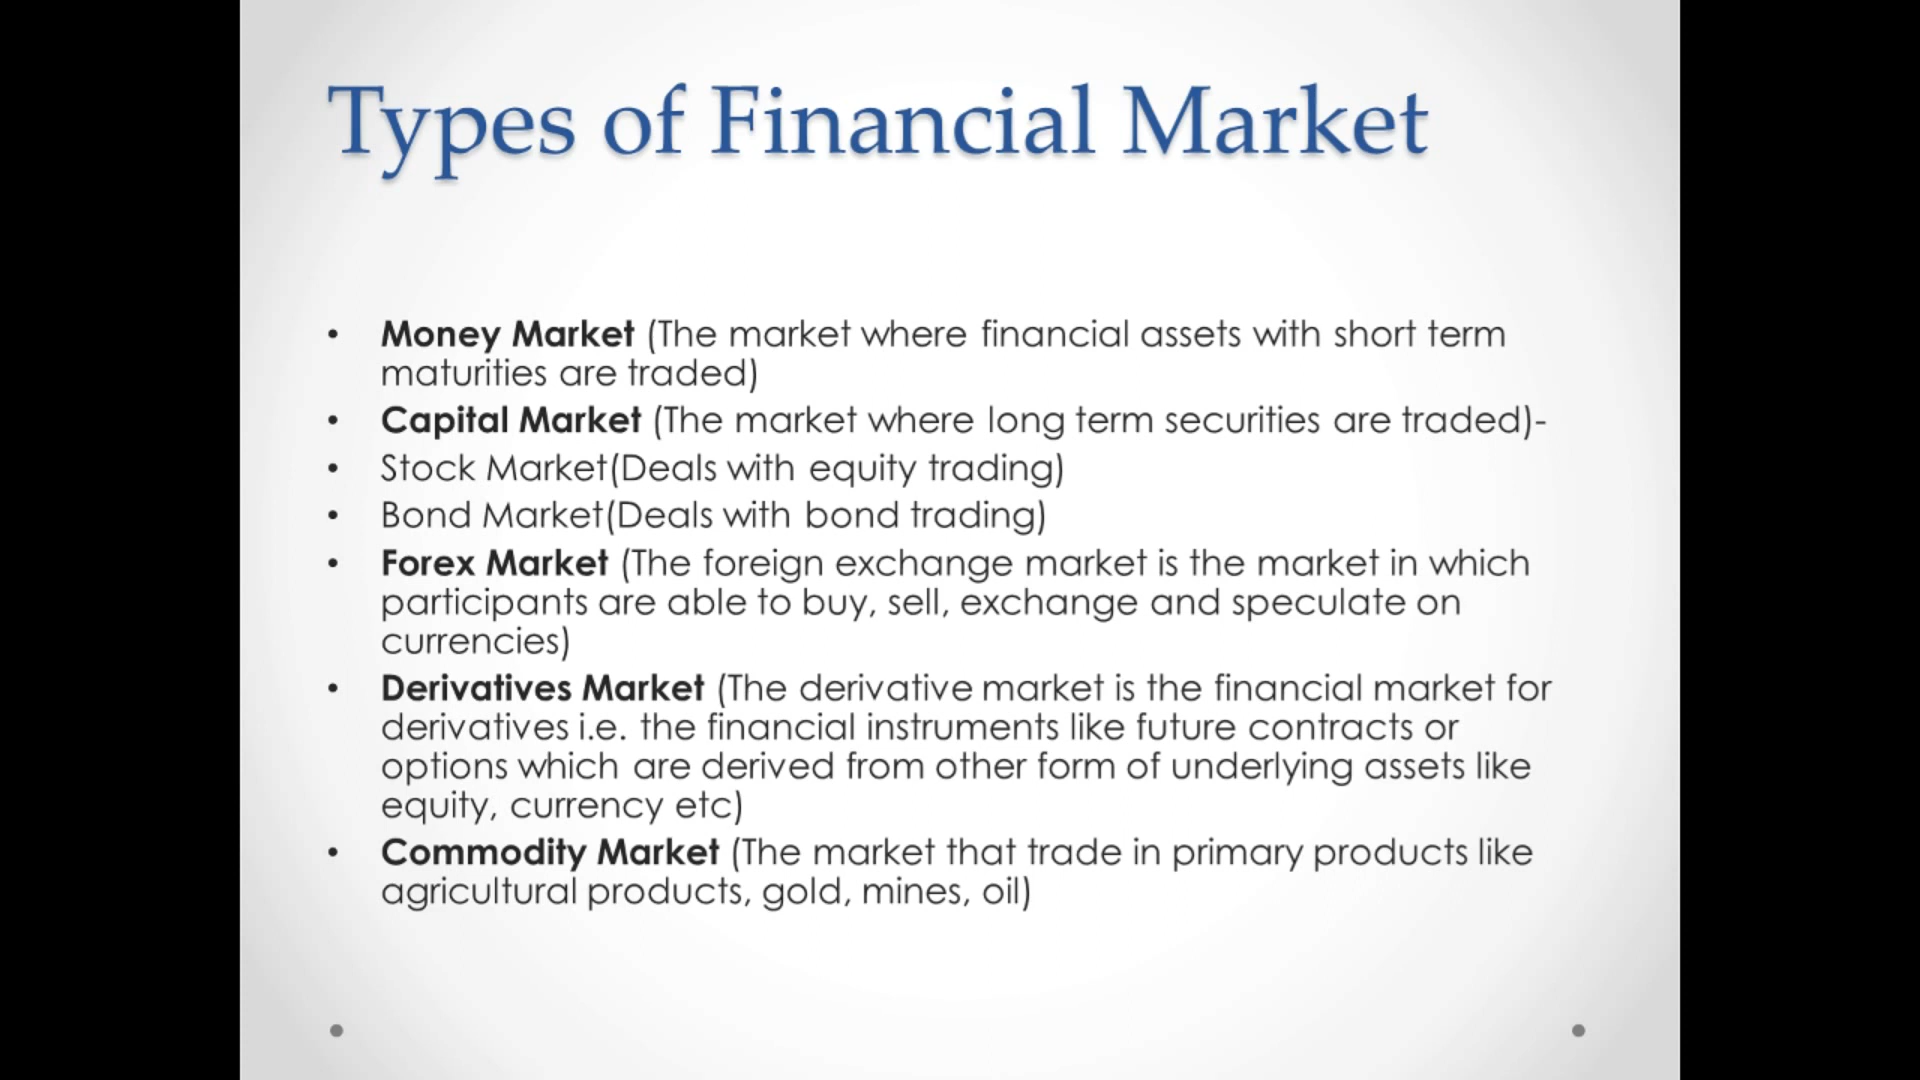 Types of Financial Market
• Money Market (The market where financial assets with short term
maturities are traded)
• Capital Market (The market where long term securities are traded)-
• Stock Market(Deals with equity trading)
• Bond Market(Deals with bond trading)
• Forex Market (The foreign exchange market is the market in which
participants are able to buy, sell, exchange and speculate on
currencies)
• Derivatives Market (The derivative market is the financial market for
derivatives i.e. the financial instruments like future contracts or
options which are derived from other form of underlying assets like
equity, currency etc)
• Commodity Market (The market that trade in primary products like
agricultural products, gold, mines, oil)